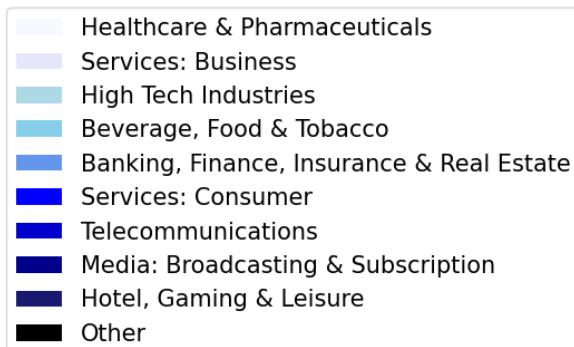 Healthcare & Pharmaceuticals
Services: Business
High Tech Industries
Beverage, Food & Tobacco
Banking, Finance, Insurance & Real Estate
Services: Consumer
Telecommunications
Media: Broadcasting & Subscription
Hotel, Gaming & Leisure
Other